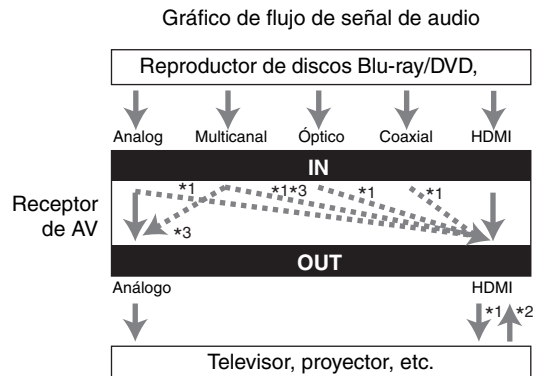 Gráfico de flujo de señal de audio
Reproductor de discos Blu-ray/DVD,
Analog Multicanal Óptico Coaxial HDMI
IN
*1 *1*3 *1 *1
Receptor
de AV
*3
OUT
Análogo HDMI
*1 *2
Televisor, proyector, etc.